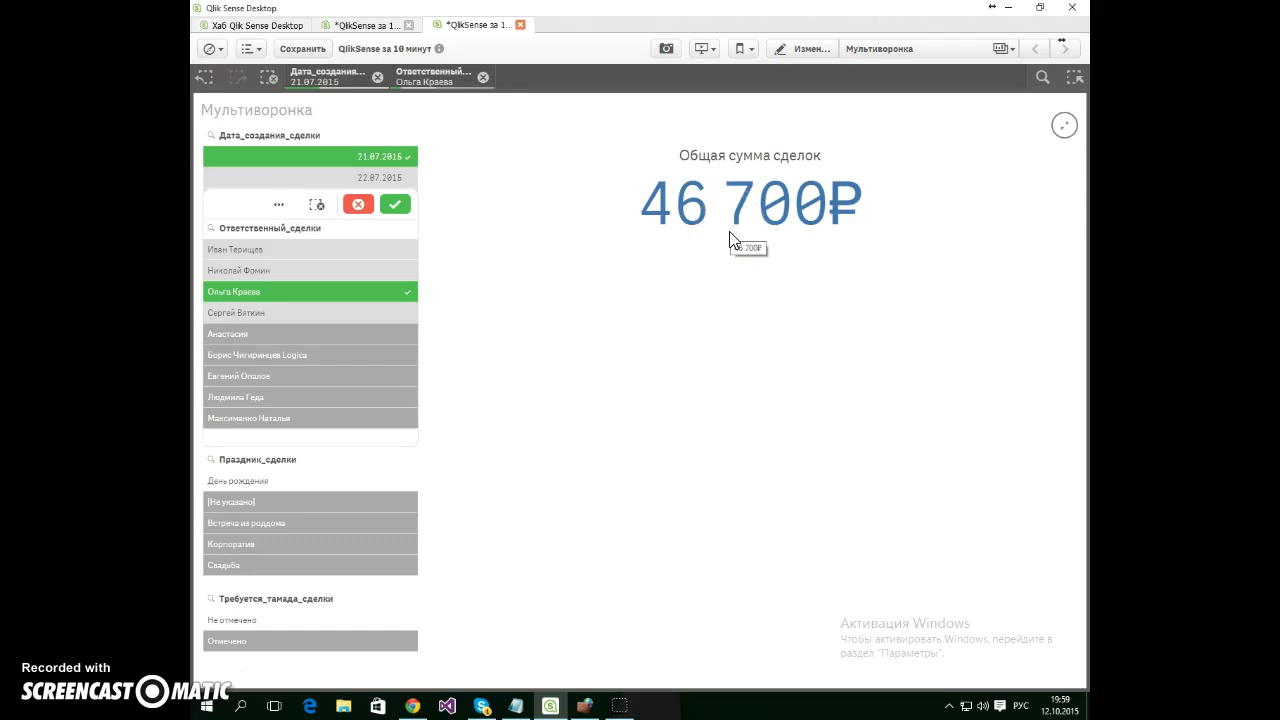 Qlik Sense Desktop
Хаб Qlik Sense Desktop
*QlikSense за 1...
*QlikSense за 1...
Сохранить
QlikSense за 10 минут
Измен...
Мультиворонка
Дата_создания...
21.07.2015
Ответственный...
Ольга Краева
Мультиворонка
Дата_создания_сделки
21.07.2015
22.07.2015
Ответственный_сделки
Иван Терищев
Николай Фомин
Ольга Краева
Сергей Вяткин
Анастасия
Борис Чигиринцев Logica
Евгений Опалов
Людмила Геда
Максиманко Наталья
Праздник_сделки
День рождения
[Не указано]
Встреча из роддома
Корпоратив
Свадьба
Требуется_тамада_сделки
Не отмечено
Отмечено
Общая сумма сделок
46 700₽
700₽
Активация Windows
Чтобы активировать Windows, перейдите в
раздел "Параметры".
Recorded with
SCREENCAST MATIC
РУС
19:59
12.10.2015